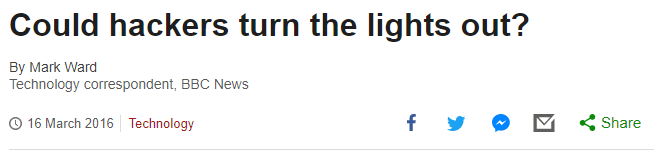 Could hackers turn the lights out?
By Mark Ward
Technology correspondent, BBC News
16 March 2016 Technology Share